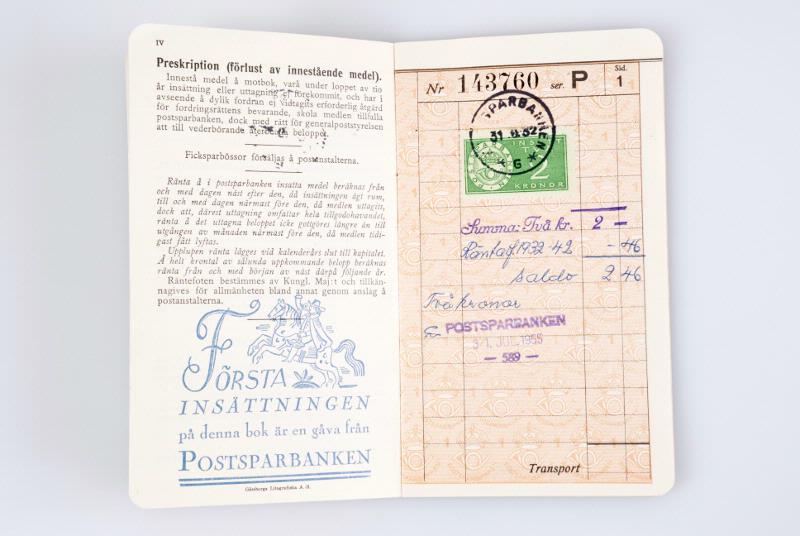 IV
Preskription (förlust av innestående medel).
Innestå medel å motbok, varå under loppet av tio
år insättning eller uttagning ej förekommit, och har i
avseende å dylik fordran ej vidtagits erforderlig åtgärd
för fordringsrättens bevarande, skola medlen tillfalla
postsparbanken, dock med rätt för generalpoststyrelsen
att till vederbörande återbetala beloppet.
Ficksparbössor försäljas å postanstalterna.
Ränta å i postsparbanken insatta medel beräknas från
och med dagen näst efter den, då insättningen ägt rum,
till och med dagen närmast före den, då medlen uttagits,
dock att, därest uttagning omfattar hela tillgodohavandet,
ränta å det uttagna beloppet icke gottgöres längre än till
utgången av månaden närmast före den, då medlen tidi-
gast fått lyftas.
Upplupen ränta lägges vid kalenderårs slut till kapitalet.
Å helt krontal av sålunda uppkommande belopp beräknas
ränta från och med början av näst därpå följande år.
Räntefoten bestämmes av Kungl. Maj:t och tillkän-
nagives för allmänheten bland annat genom anslag å
postanstalterna.
FÖRSTA
INSÄTTNINGEN
på denna bok är en gåva från
POSTSPARBANKEN
Göteborgs Litografiska A.-B.
Nr 143760 ser. P Sid. 1
SPARBANKEN
31.8.32
G
INSATT
2
KRONOR
Summa: Två kr. 2 –
Ränta f. 1932-42 – 46
Saldo 2 46
Två kronor
POSTSPARBANKEN
31. JUL. 1955
— 589 —
Transport